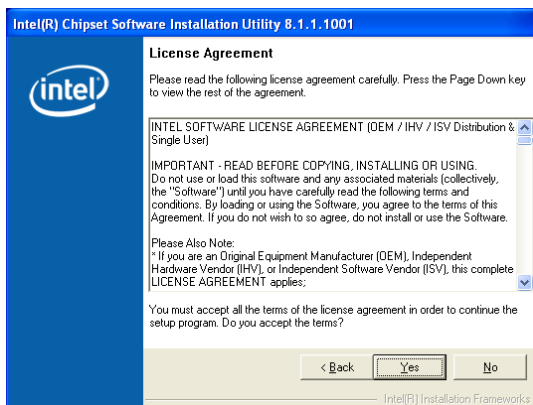 Intel(R) Chipset Software Installation Utility 8.1.1.1001
intel
License Agreement
Please read the following license agreement carefully. Press the Page Down key
to view the rest of the agreement.
INTEL SOFTWARE LICENSE AGREEMENT (OEM / IHV / ISV Distribution &
Single User)
IMPORTANT - READ BEFORE COPYING, INSTALLING OR USING.
Do not use or load this software and any associated materials (collectively,
the "Software") until you have carefully read the following terms and
conditions. By loading or using the Software, you agree to the terms of this
Agreement. If you do not wish to so agree, do not install or use the Software.
Please Also Note:
* If you are an Original Equipment Manufacturer (OEM), Independent
Hardware Vendor (IHV), or Independent Software Vendor (ISV), this complete
LICENSE AGREEMENT applies;
You must accept all the terms of the license agreement in order to continue the
setup program. Do you accept the terms?
< Back Yes No
Intel(R) Installation Frameworks